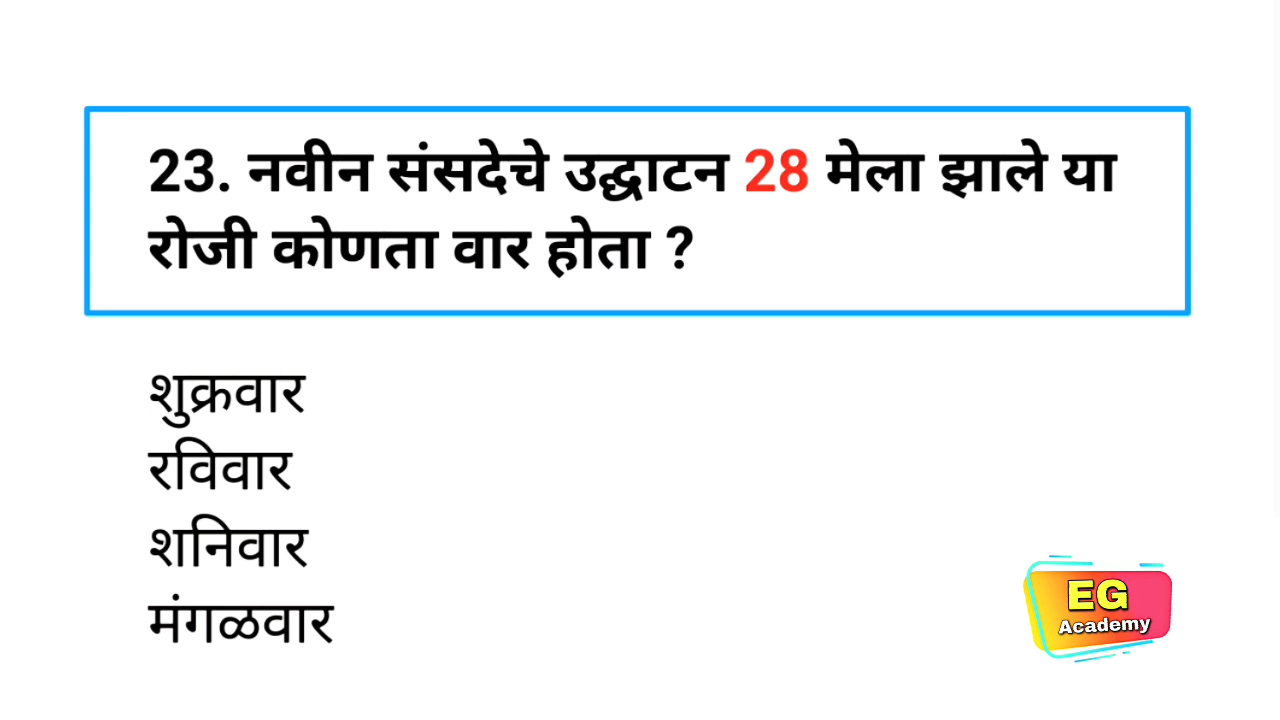 23. नवीन संसदेचे उद्घाटन 28 मेला झाले या
रोजी कोणता वार होता ?
शुक्रवार
रविवार
शनिवार
मंगळवार
EG
Academy